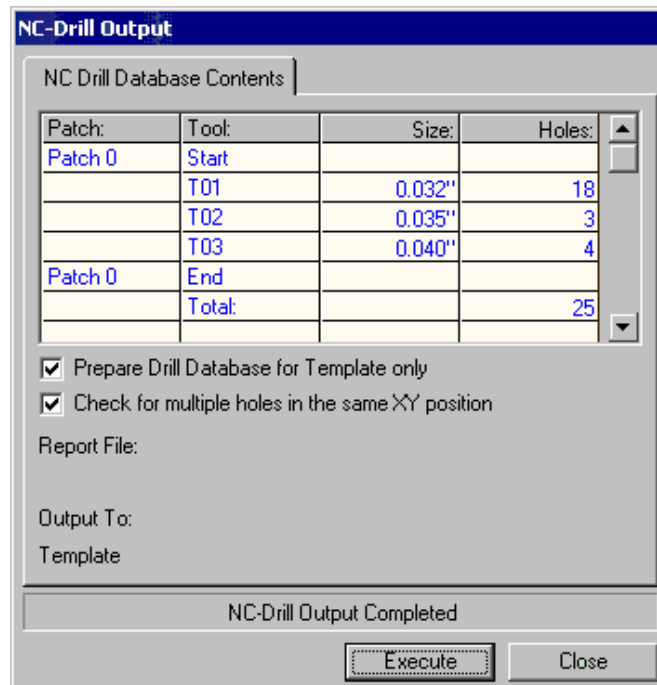 NC-Drill Output
NC Drill Database Contents
Patch: Tool: Size: Holes:
Patch 0 Start
T01 0.032" 18
T02 0.035" 3
T03 0.040" 4
Patch 0 End
Total: 25
Prepare Drill Database for Template only
Check for multiple holes in the same XY position
Report File:
Output To:
Template
NC-Drill Output Completed
Execute Close